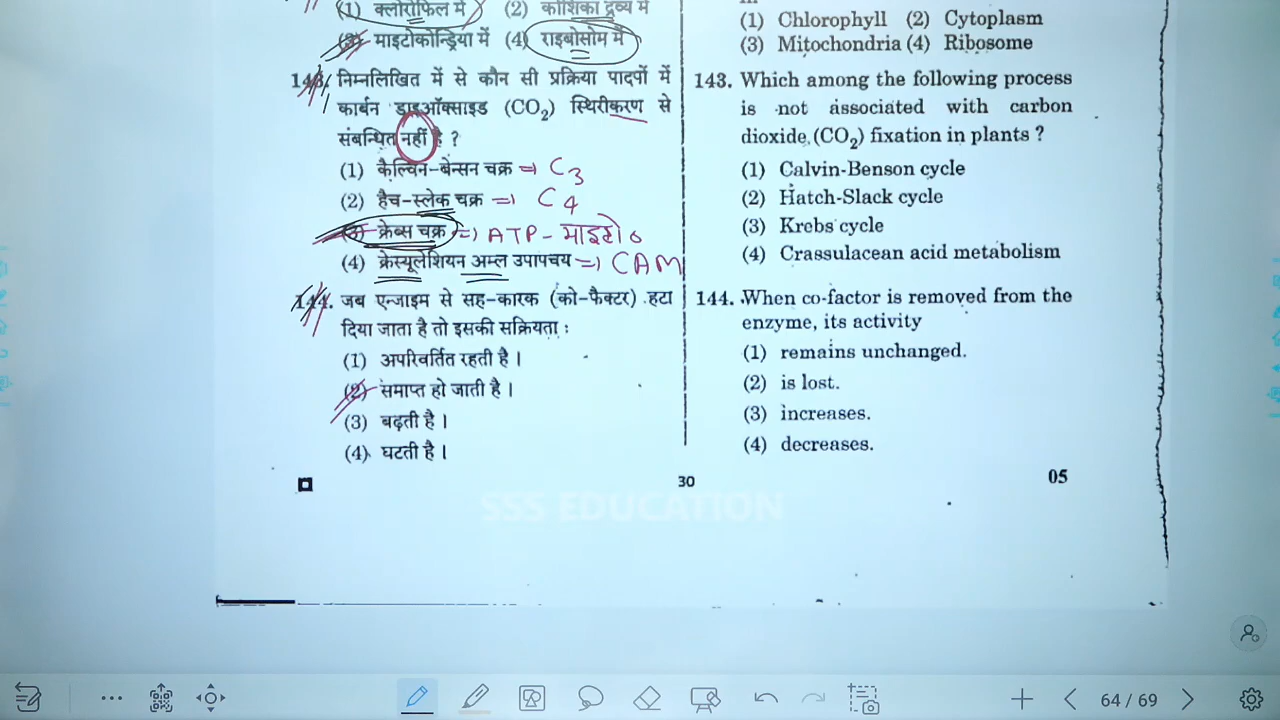 (1) क्लोरोफिल में (2) कोशिका द्रव्य में
(3) माइटोकोन्ड्रिया में (4) राइबोसोम में
143. निम्नलिखित में से कौन सी प्रक्रिया पादपों में
कार्बन डाइऑक्साइड (CO₂) स्थिरीकरण से
संबन्धित नहीं है ?
(1) कैल्विन-बेन्सन चक्र ⇒ C₃
(2) हैच-स्लेक चक्र ⇒ C₄
(3) क्रेब्स चक्र ⇒ ATP - माइटो०
(4) क्रेस्यूलेशियन अम्ल उपापचय ⇒ CAM
144. जब एन्जाइम से सह-कारक (को-फैक्टर) हटा
दिया जाता है तो इसकी सक्रियता :
(1) अपरिवर्तित रहती है ।
(2) समाप्त हो जाती है ।
(3) बढ़ती है ।
(4) घटती है ।
in
(1) Chlorophyll (2) Cytoplasm
(3) Mitochondria (4) Ribosome
143. Which among the following process
is not associated with carbon
dioxide (CO₂) fixation in plants ?
(1) Calvin-Benson cycle
(2) Hatch-Slack cycle
(3) Krebs cycle
(4) Crassulacean acid metabolism
144. When co-factor is removed from the
enzyme, its activity
(1) remains unchanged.
(2) is lost.
(3) increases.
(4) decreases.
30
05
SSS EDUCATION
64 / 69